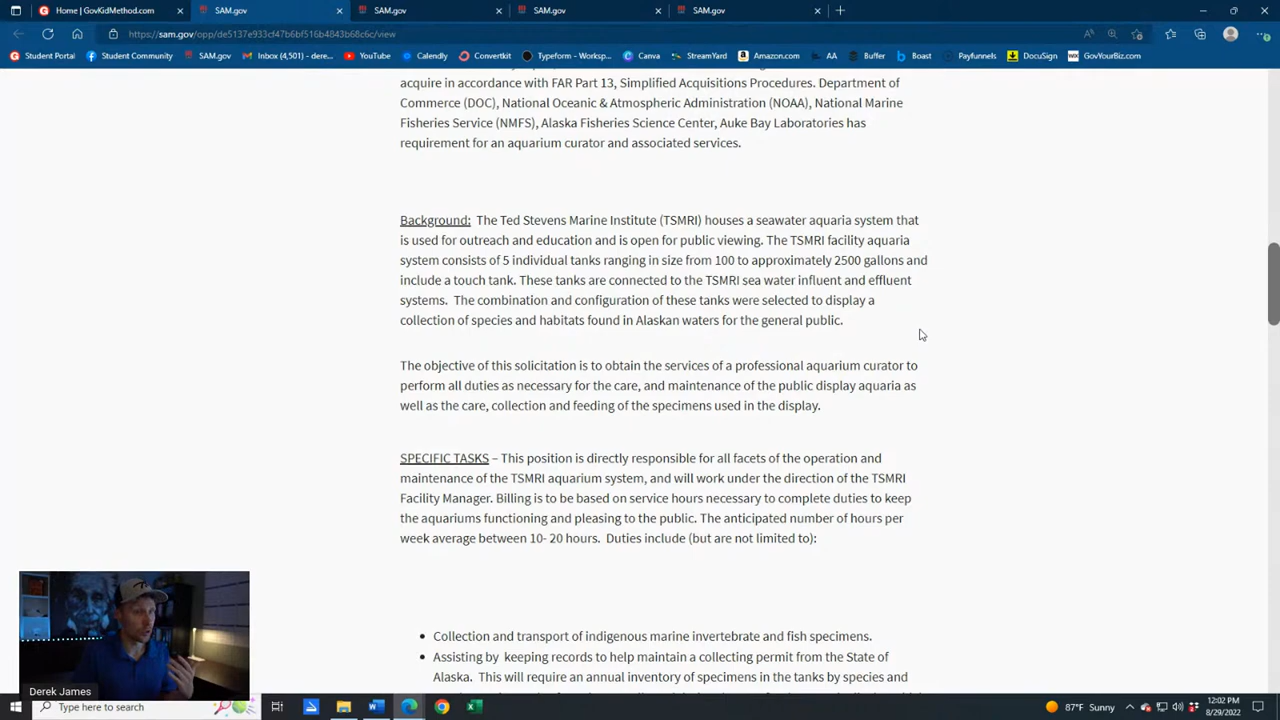 Home | GovKidMethod.com
SAM.gov
SAM.gov
SAM.gov
SAM.gov
https://sam.gov/opp/de5137e933cf47b6bf516b4843b68c6c/view
Student Portal
Student Community
SAM.gov
Inbox (4,501) - dere...
YouTube
Calendly
Convertkit
Typeform - Worksp...
Canva
StreamYard
Amazon.com
AA
Buffer
Boast
Payfunnels
DocuSign
GovYourBiz.com
acquire in accordance with FAR Part 13, Simplified Acquisitions Procedures. Department of
Commerce (DOC), National Oceanic & Atmospheric Administration (NOAA), National Marine
Fisheries Service (NMFS), Alaska Fisheries Science Center, Auke Bay Laboratories has
requirement for an aquarium curator and associated services.
Background: The Ted Stevens Marine Institute (TSMRI) houses a seawater aquaria system that
is used for outreach and education and is open for public viewing. The TSMRI facility aquaria
system consists of 5 individual tanks ranging in size from 100 to approximately 2500 gallons and
include a touch tank. These tanks are connected to the TSMRI sea water influent and effluent
systems. The combination and configuration of these tanks were selected to display a
collection of species and habitats found in Alaskan waters for the general public.
The objective of this solicitation is to obtain the services of a professional aquarium curator to
perform all duties as necessary for the care, and maintenance of the public display aquaria as
well as the care, collection and feeding of the specimens used in the display.
SPECIFIC TASKS – This position is directly responsible for all facets of the operation and
maintenance of the TSMRI aquarium system, and will work under the direction of the TSMRI
Facility Manager. Billing is to be based on service hours necessary to complete duties to keep
the aquariums functioning and pleasing to the public. The anticipated number of hours per
week average between 10- 20 hours. Duties include (but are not limited to):
• Collection and transport of indigenous marine invertebrate and fish specimens.
• Assisting by keeping records to help maintain a collecting permit from the State of
Alaska. This will require an annual inventory of specimens in the tanks by species and
Derek James
Type here to search
87°F Sunny
12:02 PM
8/29/2022